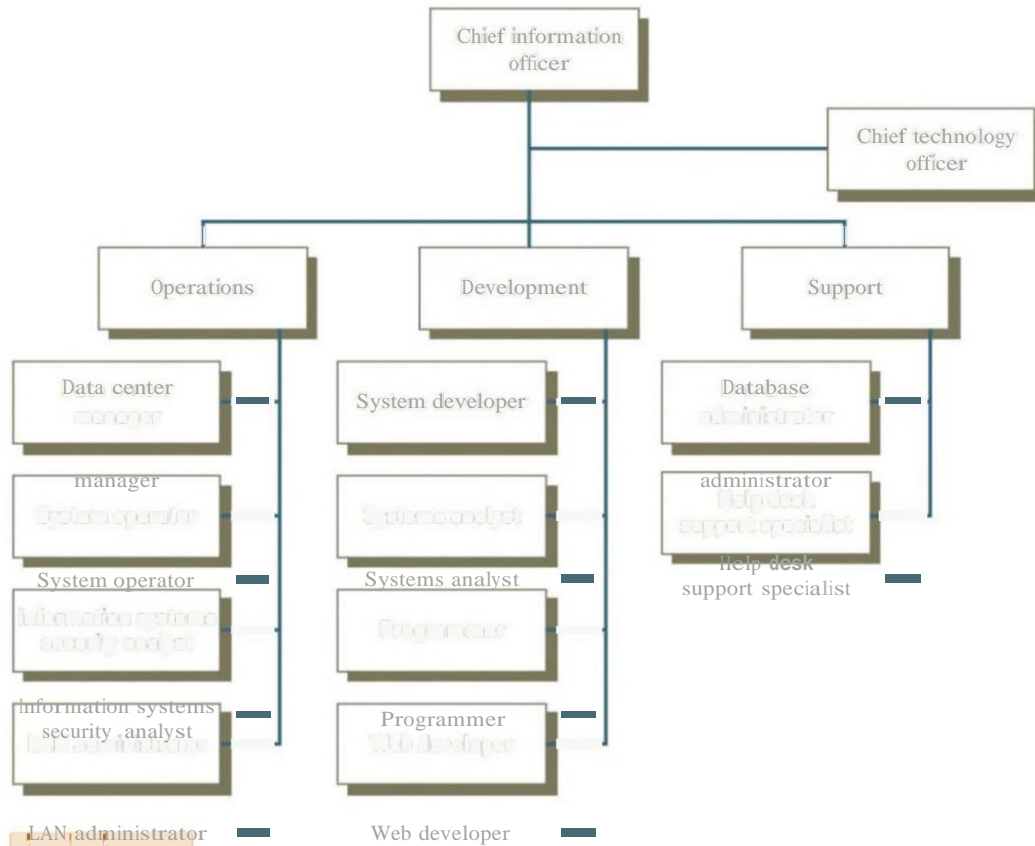 Chief information
officer
Chief technology
officer
Operations
Development
Support
Data center
manager
System operator
Information systems
security analyst
LAN administrator
System developer
Systems analyst
Programmer
Web developer
Database
administrator
Help desk
support specialist